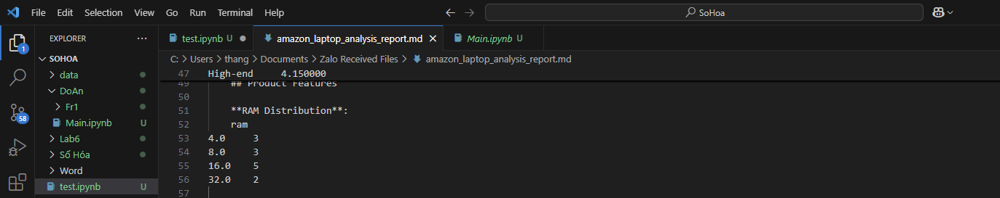 File Edit Selection View Go Run Terminal Help SoHoa
EXPLORER ... test.ipynb U amazon_laptop_analysis_report.md Main.ipynb U
1
SOHOA C: > Users > thang > Documents > Zalo Received Files > amazon_laptop_analysis_report.md
data 47 High-end 4.150000
DoAn 49 ## Product Features
Fr1 50
58
Main.ipynb U 51 **RAM Distribution**:
52 ram
Lab6 53 4.0 3
Số Hóa 54 8.0 3
Word 55 16.0 5
test.ipynb U 56 32.0 2
57